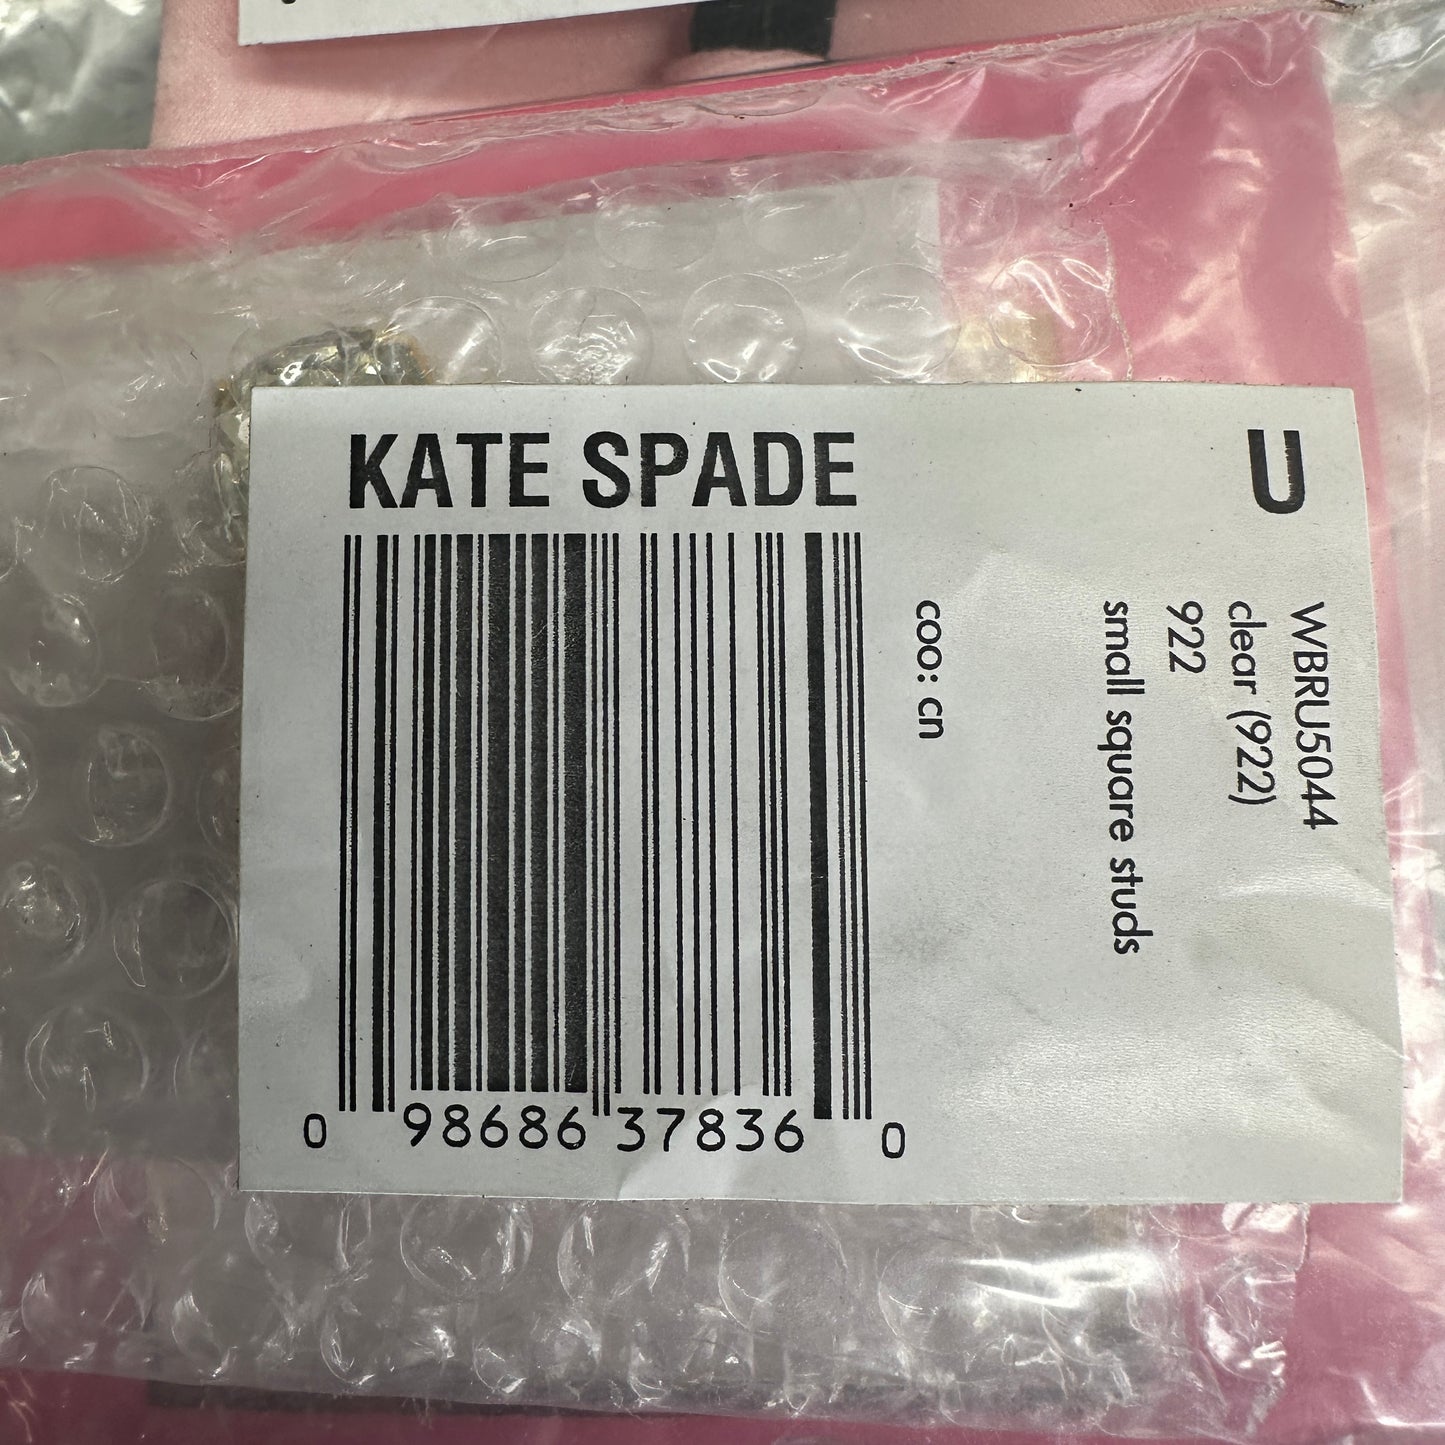 KATE SPADE
U
WBRU5044
clear (922)
922
small square studs
coo: cn
0 98686 37836 0